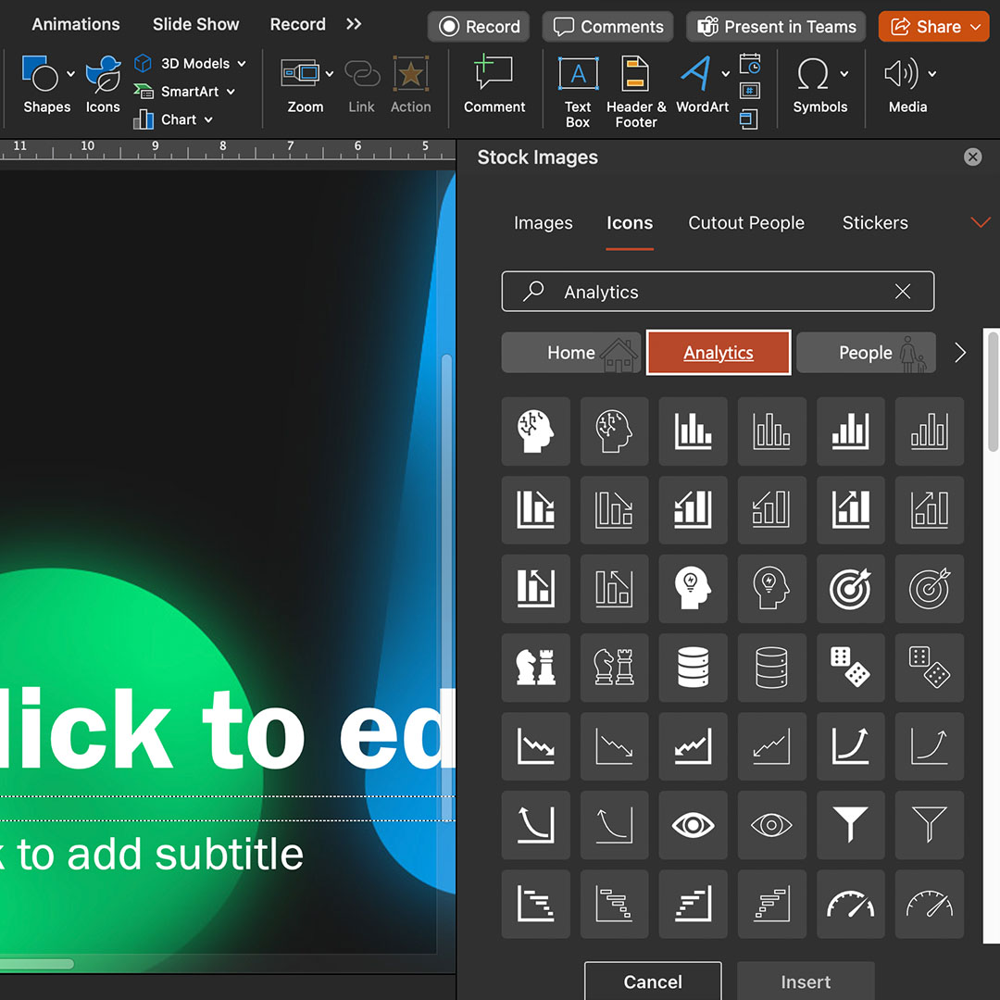 Animations Slide Show Record >> Record Comments Present in Teams Share
Shapes Icons 3D Models SmartArt Chart Zoom Link Action Comment Text Box Header & Footer WordArt Symbols Media
11 10 9 8 7 6 5
Stock Images
Images Icons Cutout People Stickers
Analytics
Home Analytics People
lick to ed
k to add subtitle
Cancel Insert